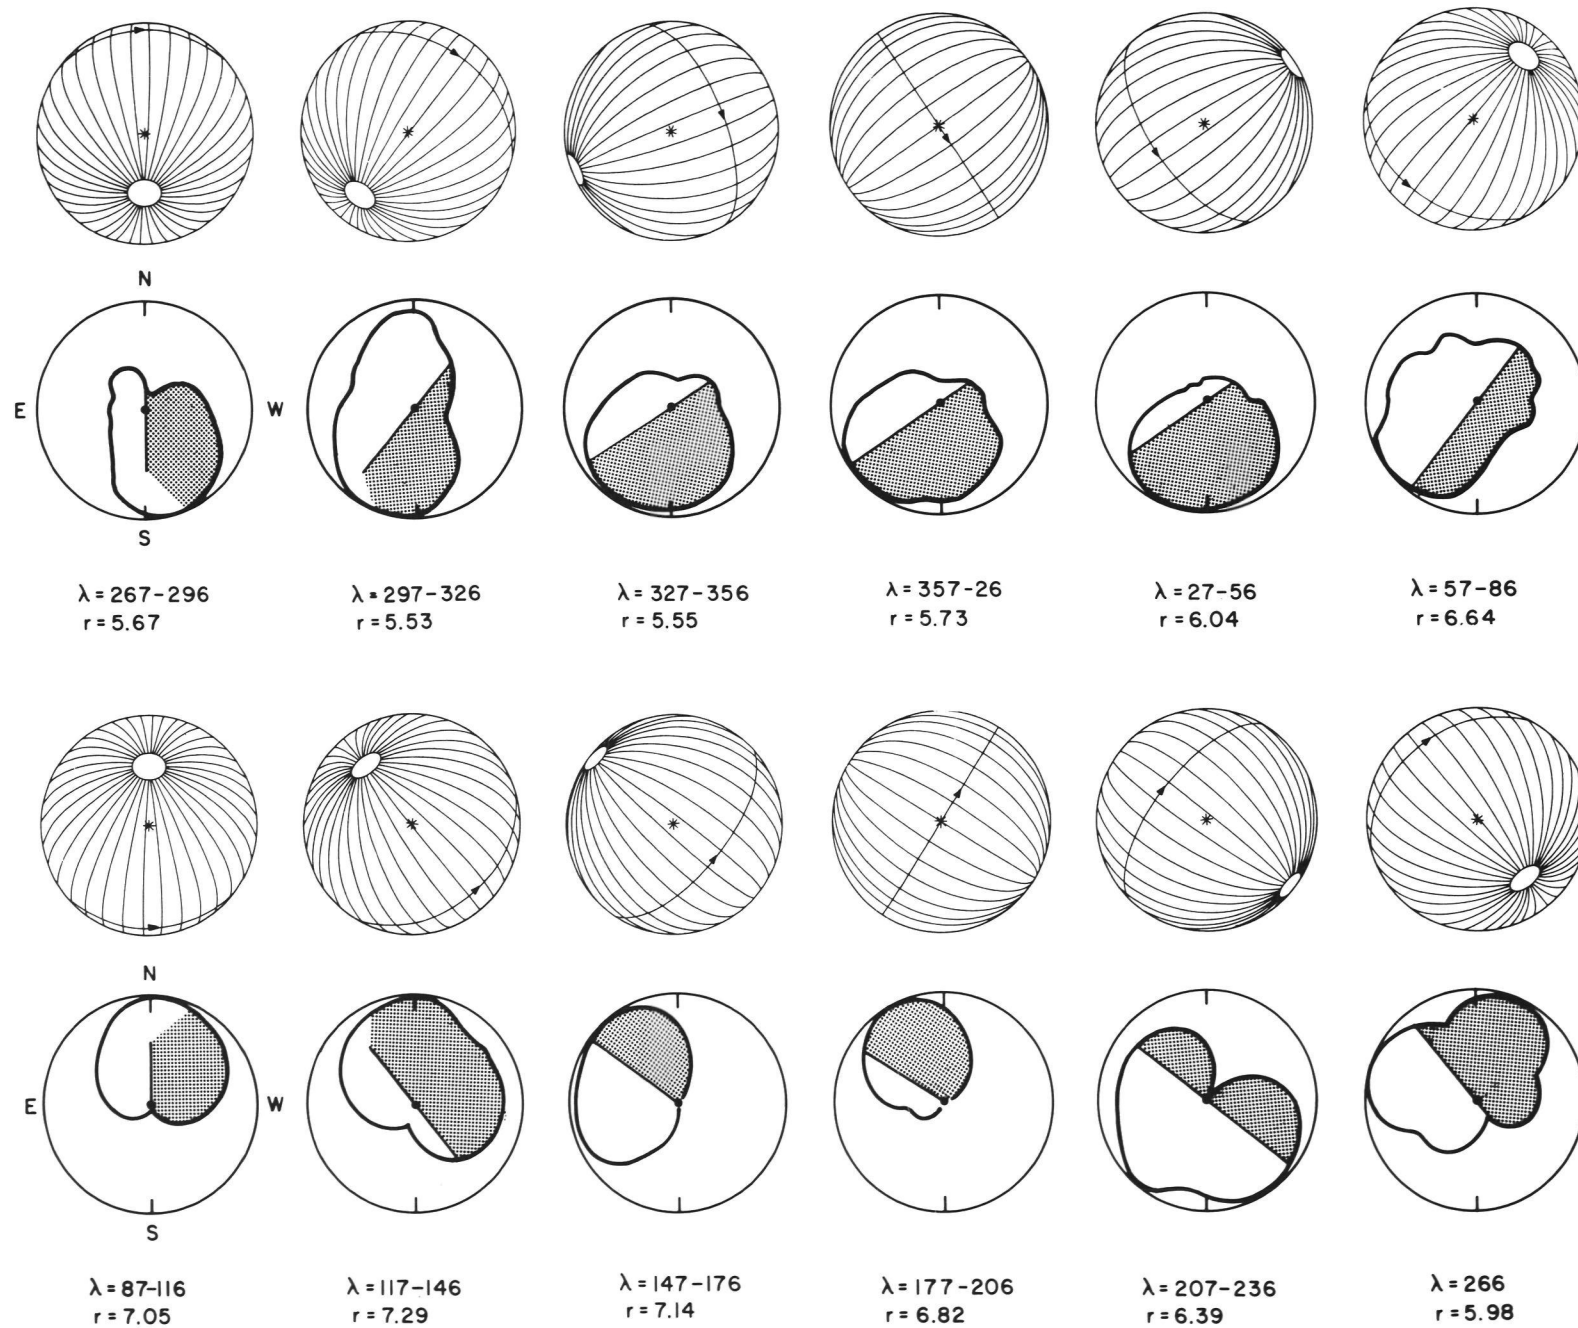 N
E W
S
λ = 267-296 λ = 297-326 λ = 327-356 λ = 357-26 λ = 27-56 λ = 57-86
r = 5.67 r = 5.53 r = 5.55 r = 5.73 r = 6.04 r = 6.64
N
E W
S
λ = 87-116 λ = 117-146 λ = 147-176 λ = 177-206 λ = 207-236 λ = 266
r = 7.05 r = 7.29 r = 7.14 r = 6.82 r = 6.39 r = 5.98